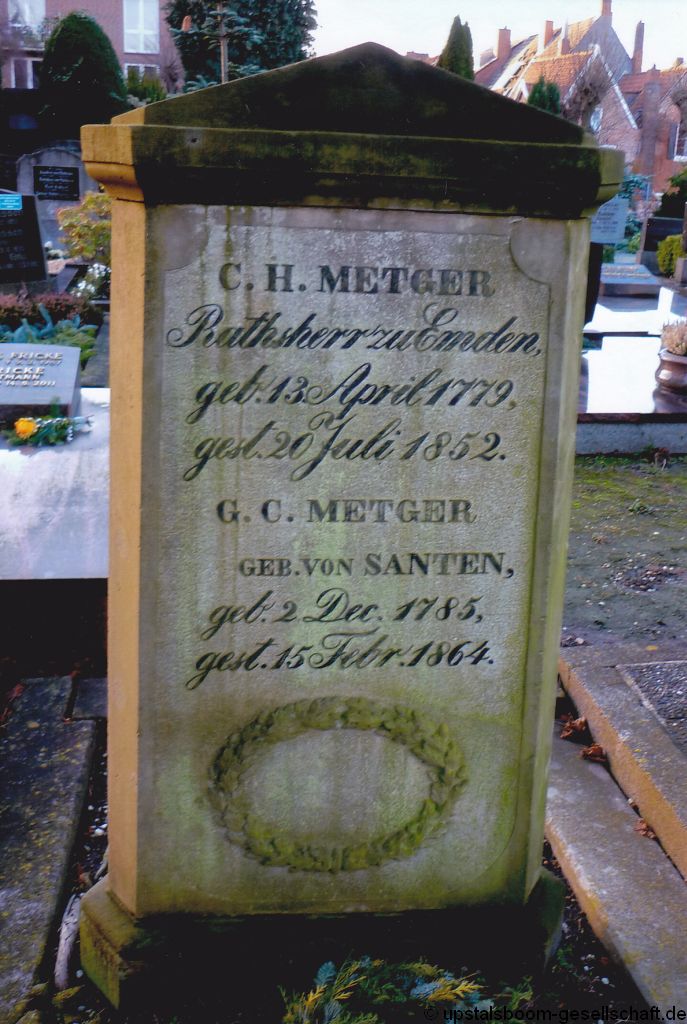 C. H. METGER
Rathsherr zu Emden,
geb. 13 April 1779,
gest. 20 Juli 1852.
G. C. METGER
GEB. VON SANTEN,
geb. 2 Dec. 1785,
gest. 15 Febr. 1864.
FRICKE
© upstalsboom-gesellschaft.de